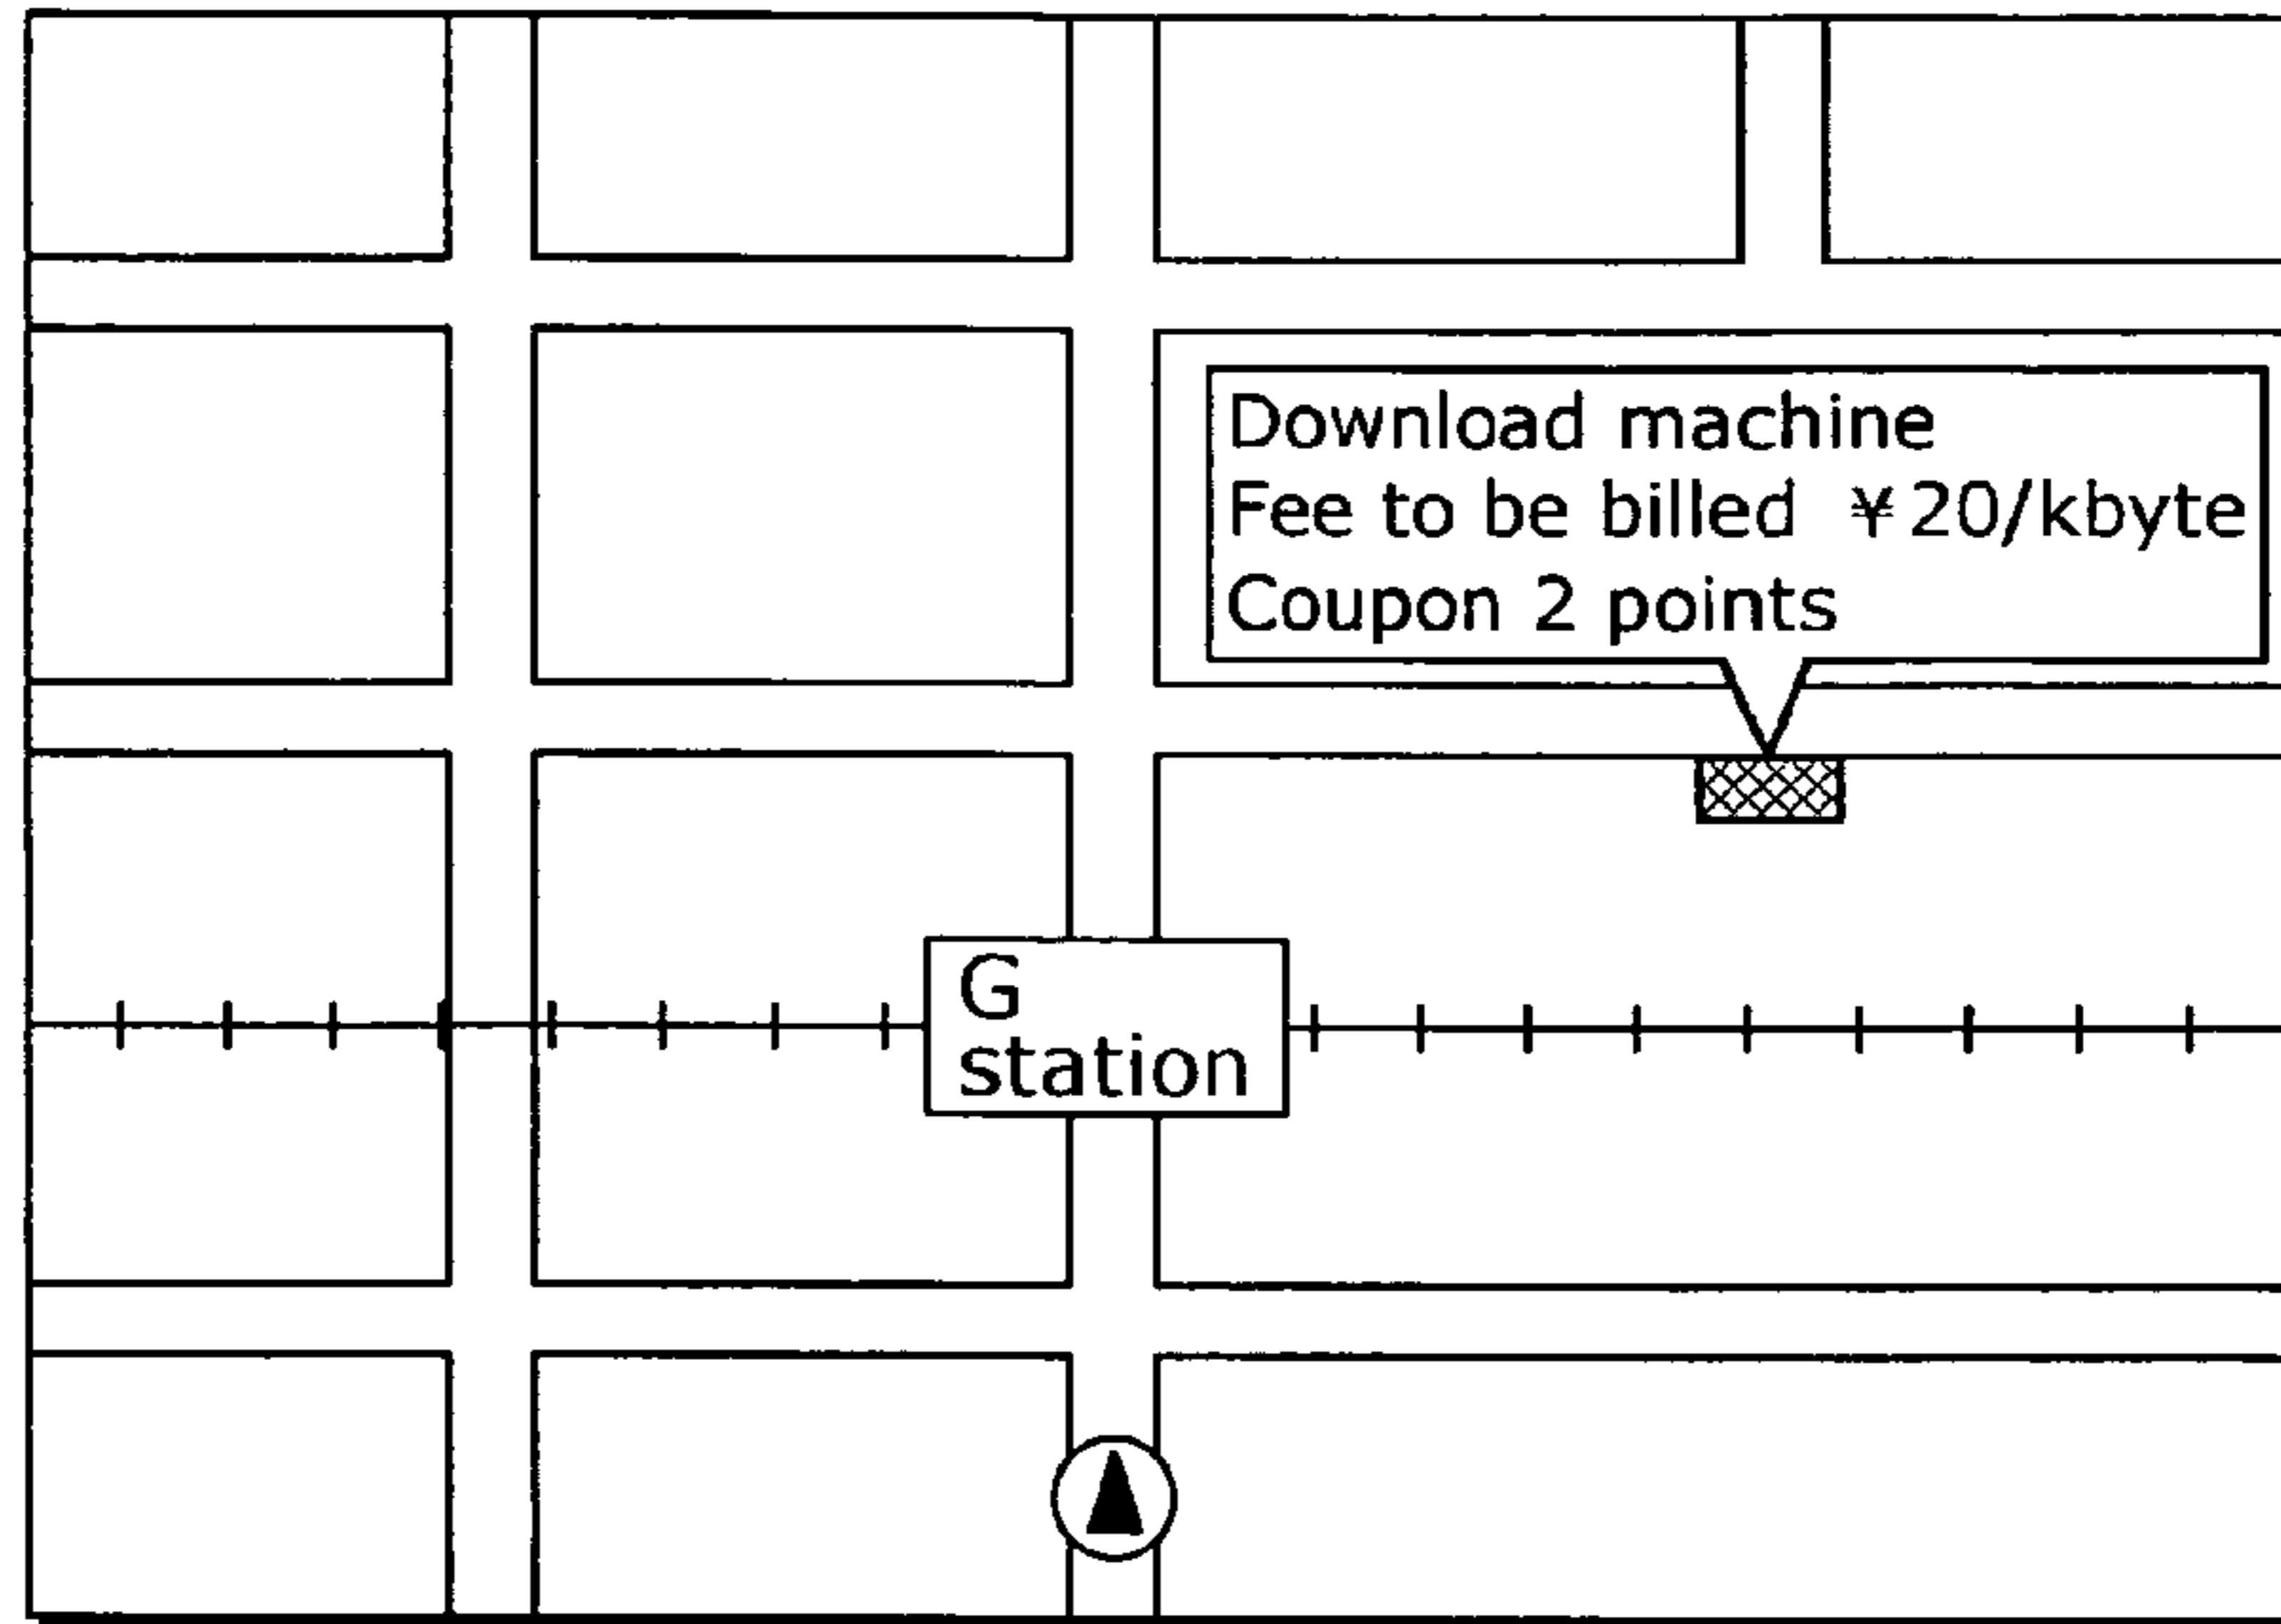 Download machine
Fee to be billed ¥20/kbyte
Coupon 2 points
G
station